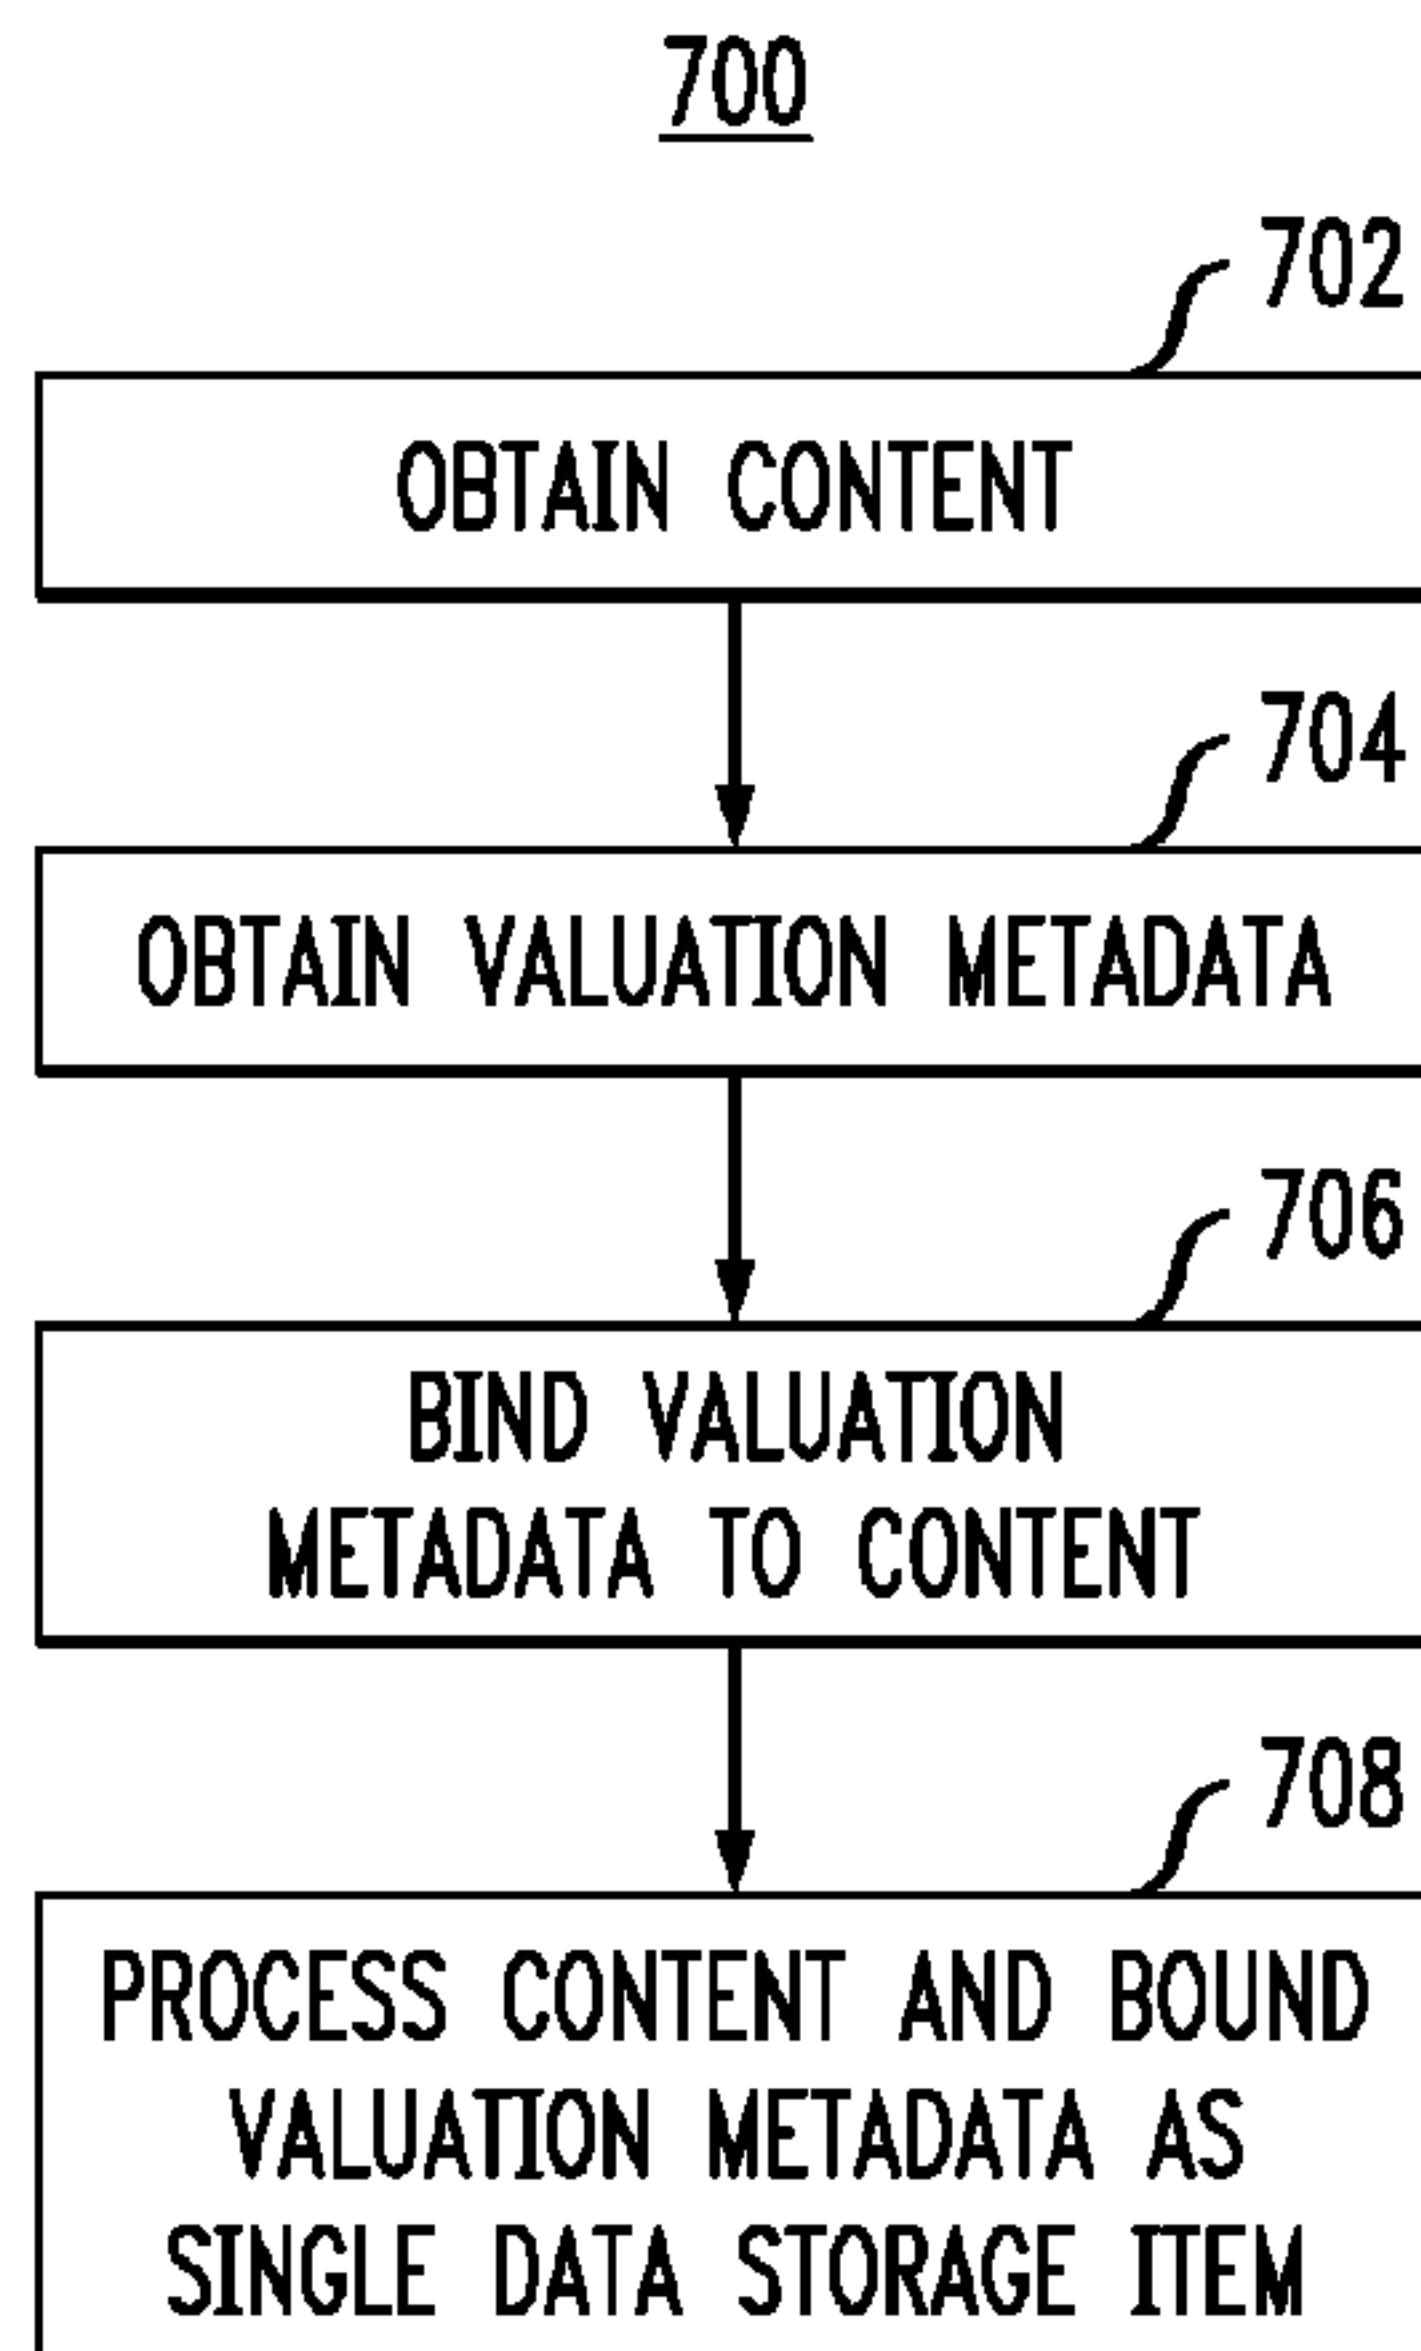 700
702
OBTAIN CONTENT
704
OBTAIN VALUATION METADATA
706
BIND VALUATION
METADATA TO CONTENT
708
PROCESS CONTENT AND BOUND
VALUATION METADATA AS
SINGLE DATA STORAGE ITEM